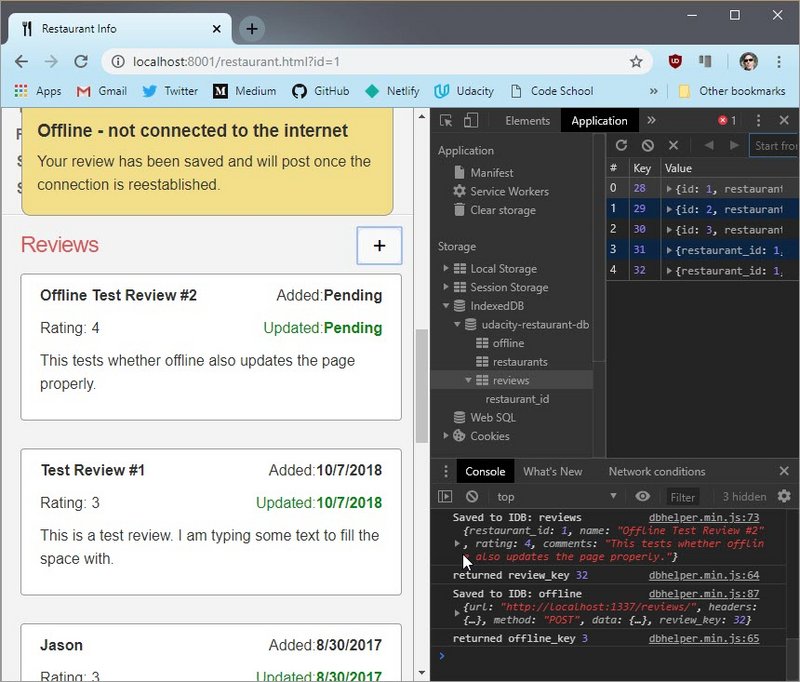 Restaurant Info
localhost:8001/restaurant.html?id=1
Apps Gmail Twitter Medium GitHub Netlify Udacity Code School » Other bookmarks
Offline - not connected to the internet
Your review has been saved and will post once the
connection is reestablished.
Reviews
+
Offline Test Review #2 Added:Pending
Rating: 4 Updated:Pending
This tests whether offline also updates the page
properly.
Test Review #1 Added:10/7/2018
Rating: 3 Updated:10/7/2018
This is a test review. I am typing some text to fill the
space with.
Jason Added:8/30/2017
Rating: 3 Updated:8/30/2017
Elements Application » 1
Application
Manifest
Service Workers
Clear storage
Storage
Local Storage
Session Storage
IndexedDB
udacity-restaurant-db
offline
restaurants
reviews
restaurant_id
Web SQL
Cookies
Start from
# Key Value
0 28 {id: 1, restaurant
1 29 {id: 2, restaurant
2 30 {id: 3, restaurant
3 31 {restaurant_id: 1,
4 32 {restaurant_id: 1,
Console What's New Network conditions
top Filter 3 hidden
Saved to IDB: reviews dbhelper.min.js:73
{restaurant_id: 1, name: "Offline Test Review #2"
, rating: 4, comments: "This tests whether offlin
e also updates the page properly."}
returned review_key 32 dbhelper.min.js:64
Saved to IDB: offline dbhelper.min.js:87
{url: "http://localhost:1337/reviews/", headers:
{…}, method: "POST", data: {…}, review_key: 32}
returned offline_key 3 dbhelper.min.js:65